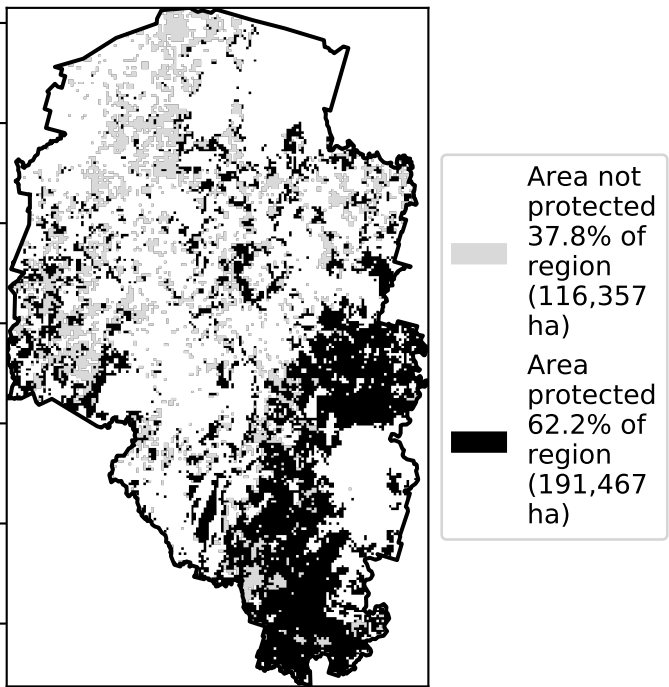 Area not
protected
37.8% of
region
(116,357
ha)
Area
protected
62.2% of
region
(191,467
ha)